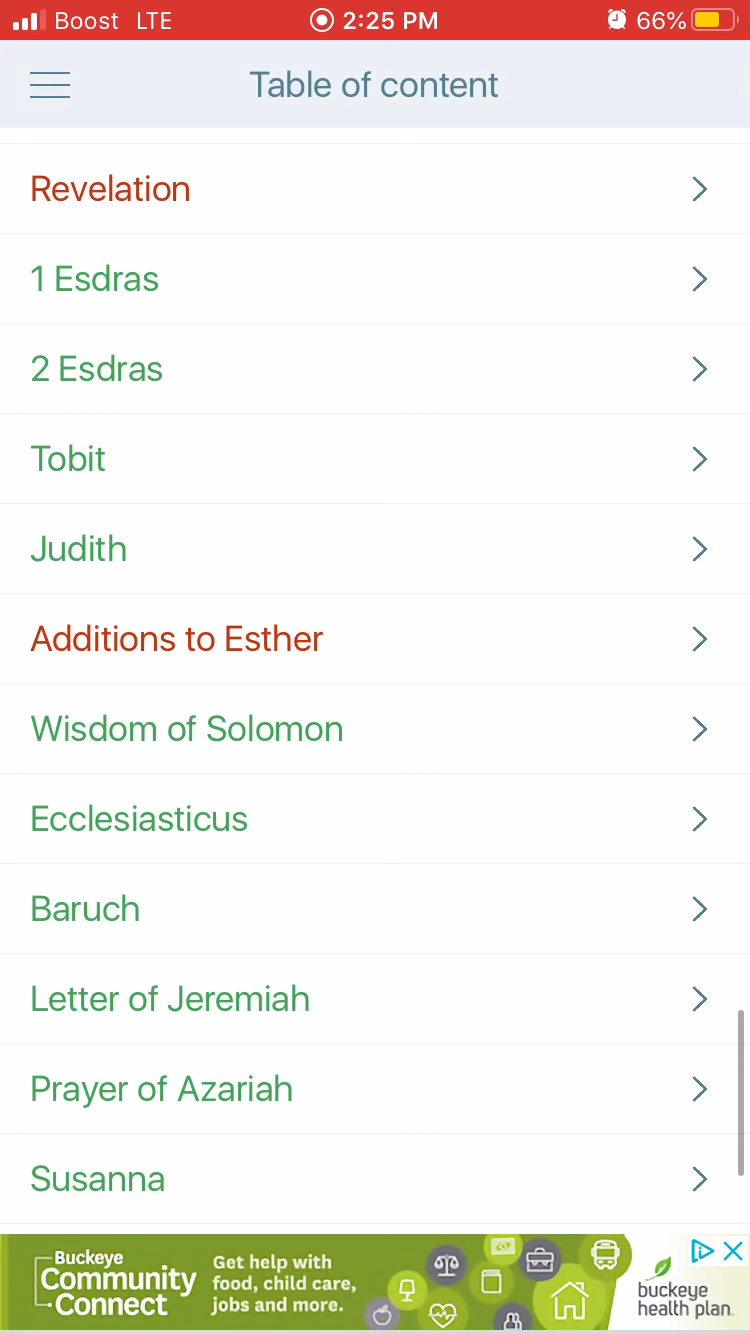 Boost LTE 2:25 PM 66%
Table of content
Revelation
1 Esdras
2 Esdras
Tobit
Judith
Additions to Esther
Wisdom of Solomon
Ecclesiasticus
Baruch
Letter of Jeremiah
Prayer of Azariah
Susanna
Buckeye
Community
Connect
Get help with
food, child care,
jobs and more.
buckeye
health plan.